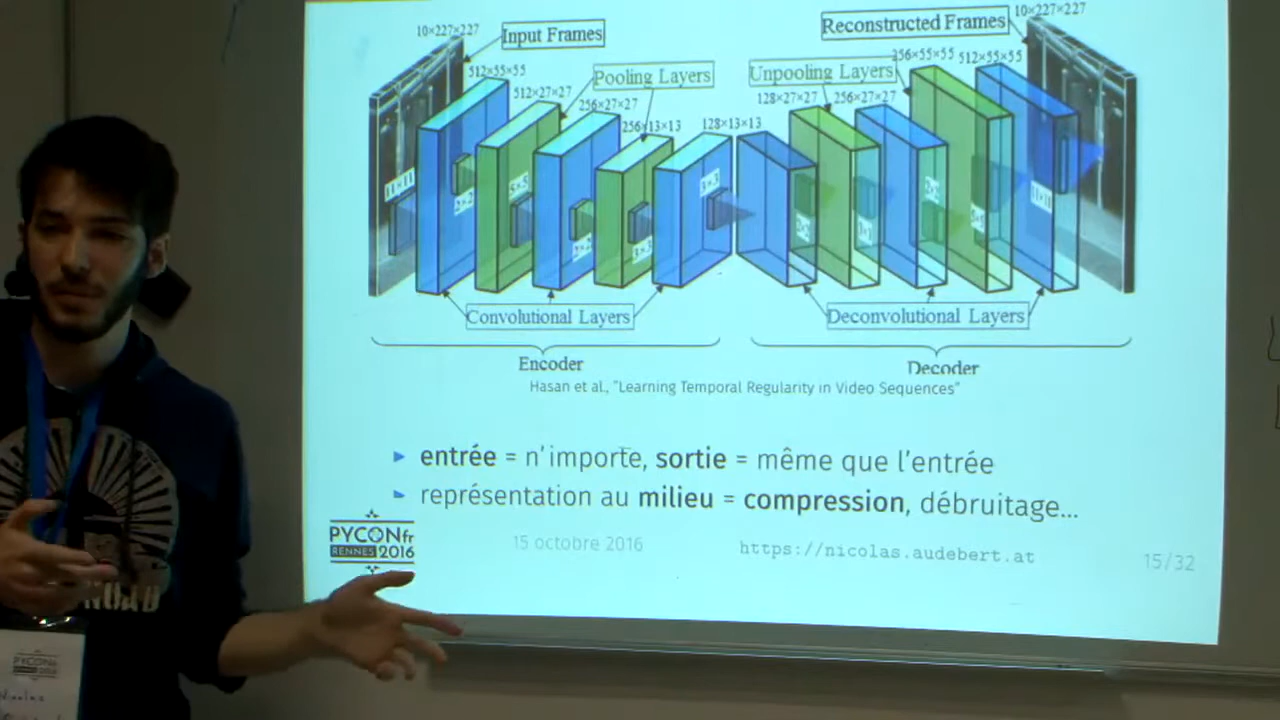 10×227×227
Input Frames
512×55×55
512×27×27
Pooling Layers
256×27×27
256×13×13
128×13×13
Reconstructed Frames
10×227×227
Unpooling Layers
256×55×55
512×55×55
128×27×27
256×27×27
11×11
2×2
5×5
3×3
3×3
Convolutional Layers
Deconvolutional Layers
Encoder
Decoder
Hasan et al., "Learning Temporal Regularity in Video Sequences"
entrée = n'importe, sortie = même que l'entrée
représentation au milieu = compression, débruitage...
PYCONfr
RENNES 2016
15 octobre 2016
https://nicolas.audebert.at
15/32
PYCON
Nicolas